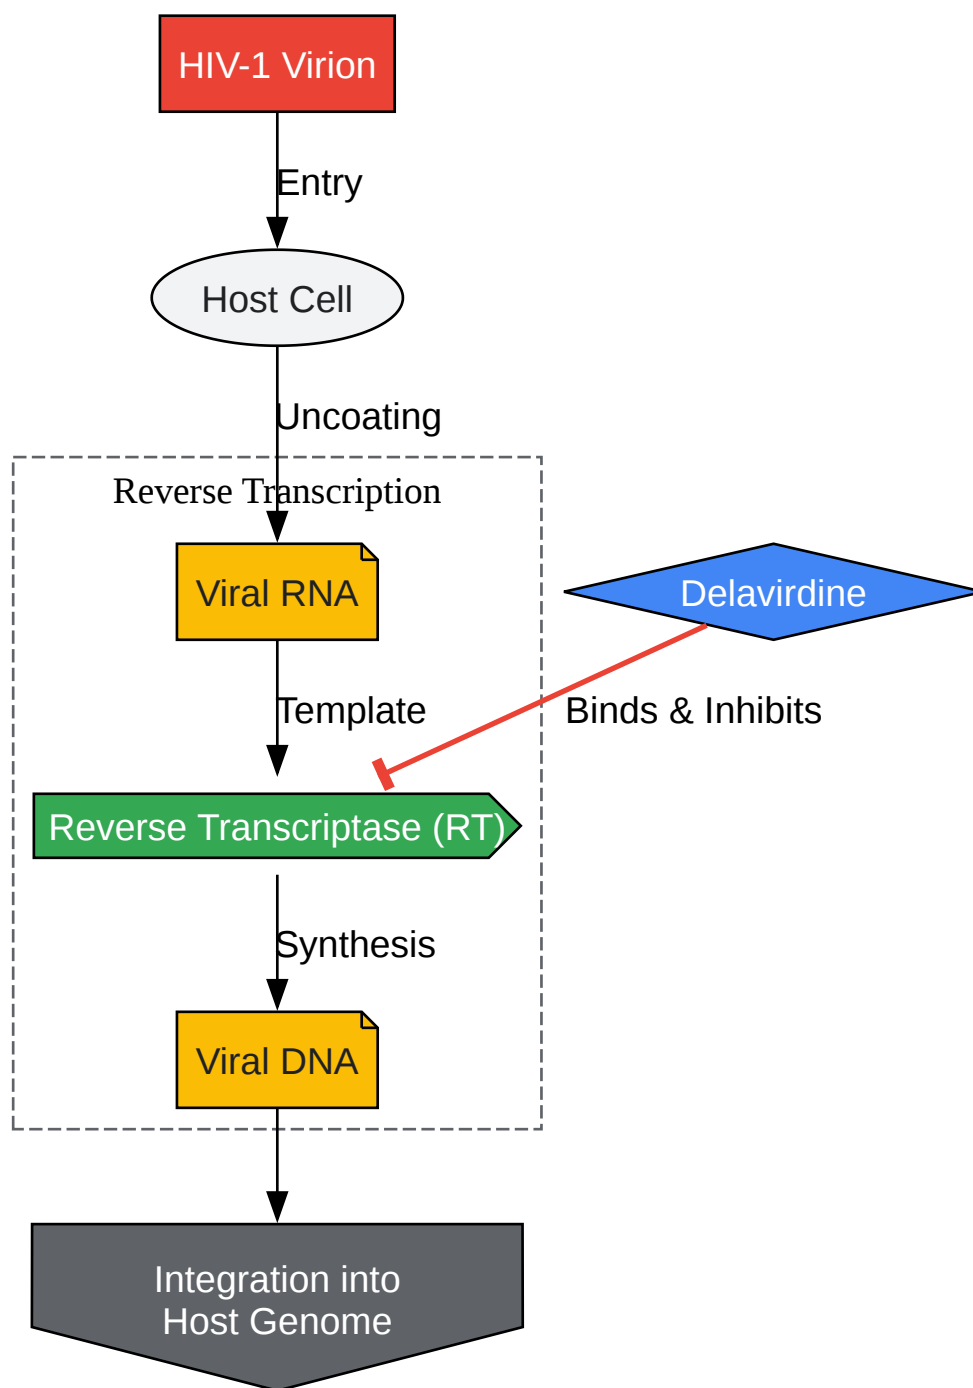 HIV-1 Virion
Entry
Host Cell
Uncoating
Reverse Transcription
Viral RNA
Delavirdine
Template
Binds & Inhibits
Reverse Transcriptase (RT)
Synthesis
Viral DNA
Integration into
Host Genome